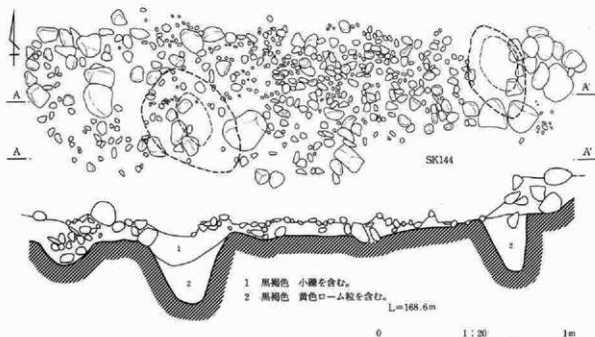 A
A'
A
SK144
A'
1
2
2
1 黒褐色 小礫を含む。
2 黒褐色 黄色ローム粒を含む。
L=168.6m
0 1:20 1m